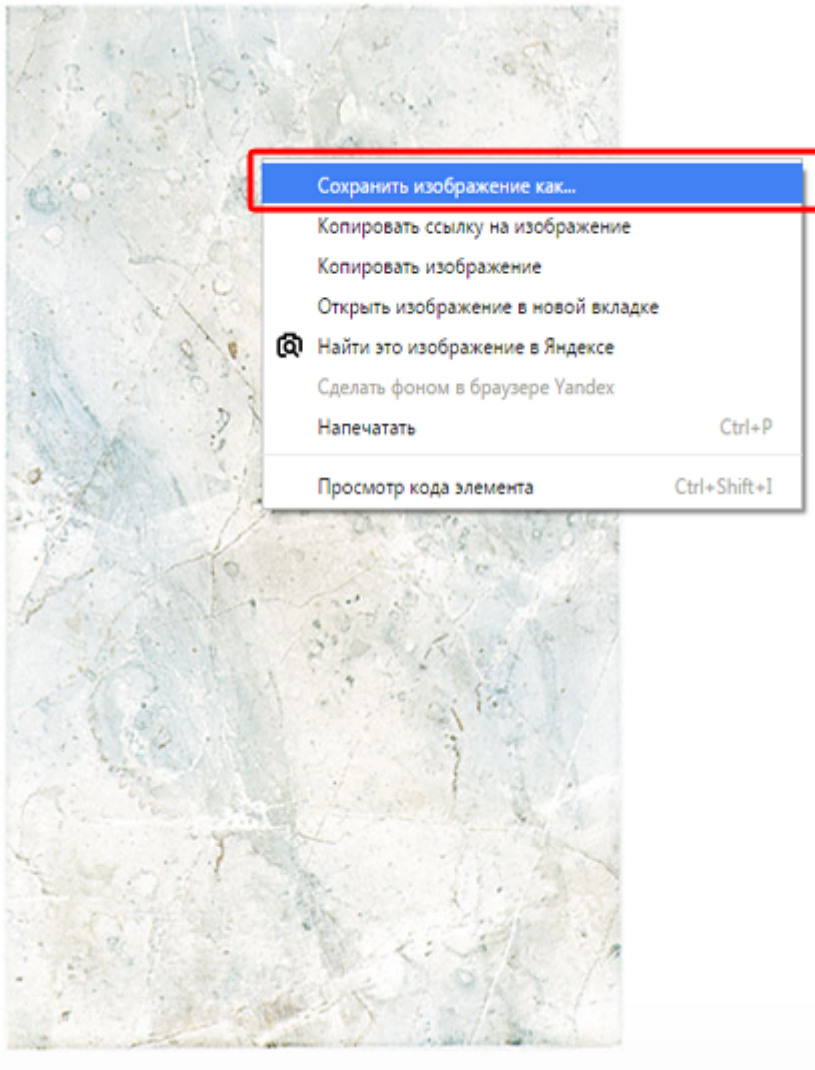 Сохранить изображение как...
Копировать ссылку на изображение
Копировать изображение
Открыть изображение в новой вкладке
Найти это изображение в Яндексе
Сделать фоном в браузере Yandex
Напечатать Ctrl+P
Просмотр кода элемента Ctrl+Shift+I